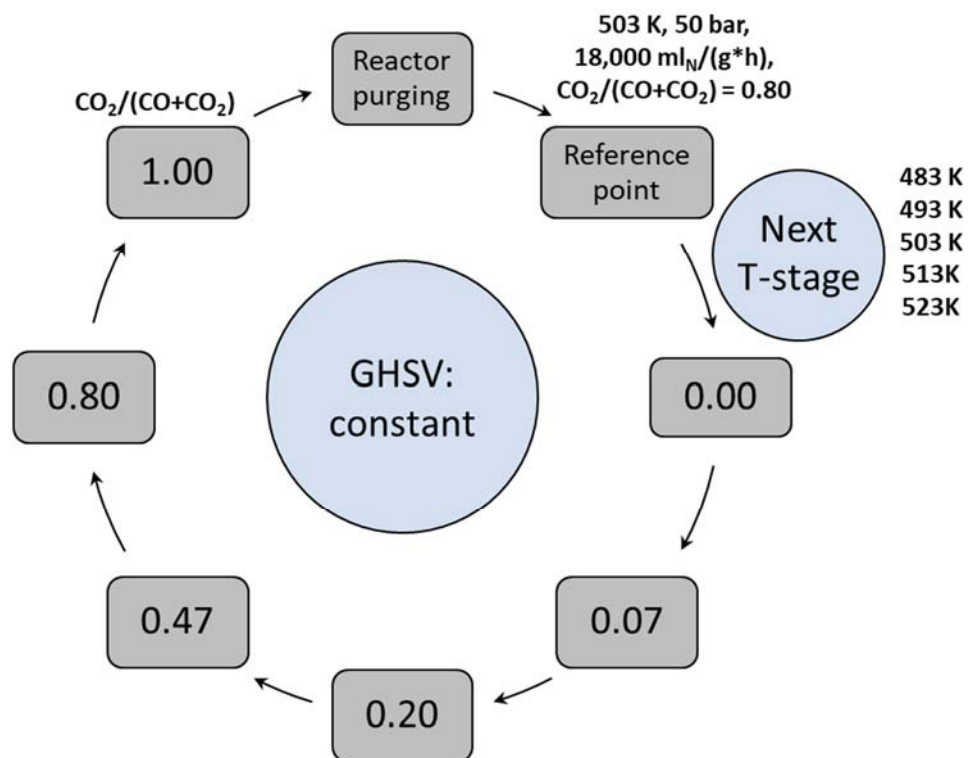 503 K, 50 bar,
18,000 mlN/(g*h),
CO2/(CO+CO2) = 0.80
Reactor
purging
CO2/(CO+CO2)
1.00
Reference
point
Next
T-stage
483 K
493 K
503 K
513K
523K
GHSV:
constant
0.80
0.00
0.47
0.07
0.20